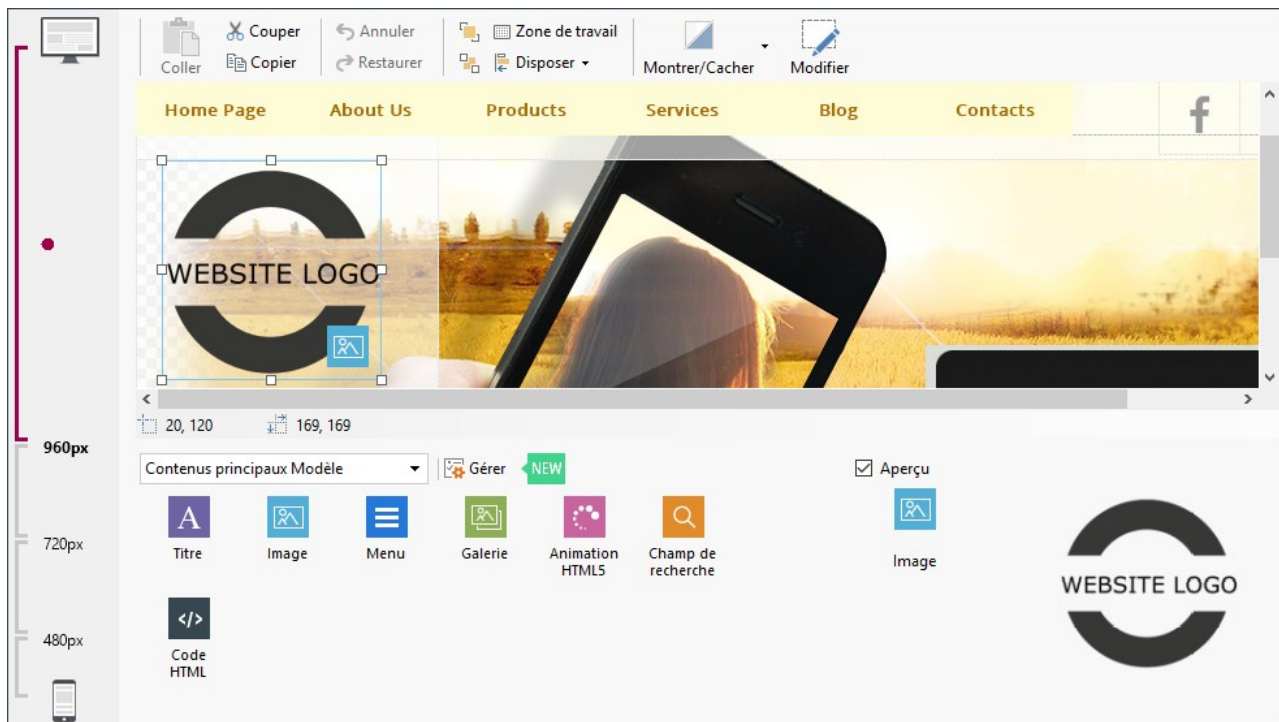 Couper
Annuler
Zone de travail
Coller
Copier
Restaurer
Disposer
Montrer/Cacher
Modifier
Home Page
About Us
Products
Services
Blog
Contacts
f
WEBSITE LOGO
20, 120
169, 169
960px
720px
480px
Contenus principaux Modèle
Gérer
NEW
Aperçu
A
Titre
Image
Menu
Galerie
Animation
HTML5
Champ de
recherche
</>
Code
HTML
Image
WEBSITE LOGO